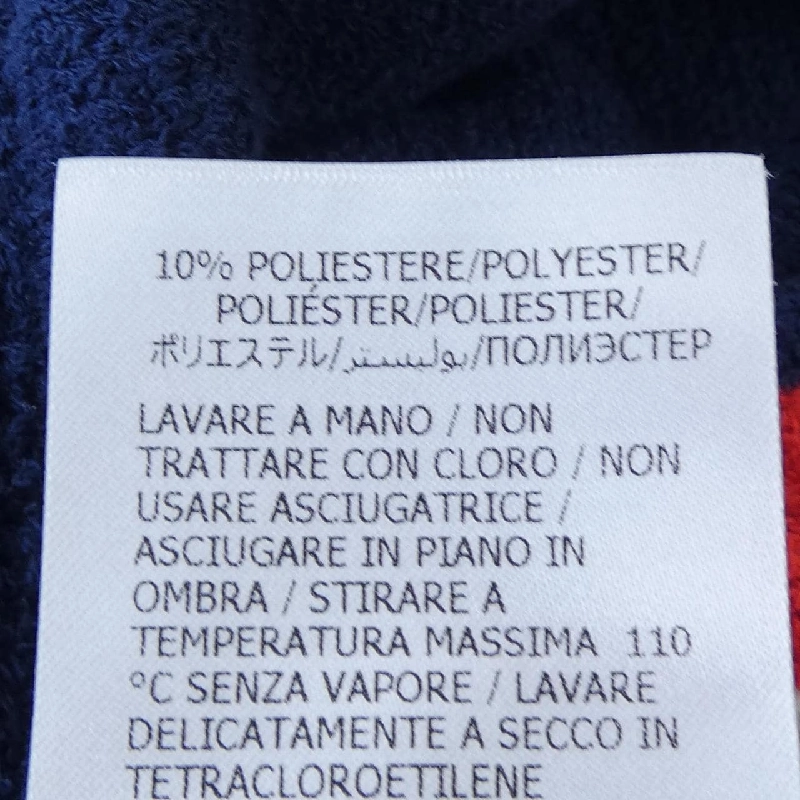 10% POLIESTERE/POLYESTER/
POLIÉSTER/POLIESTER/
ポリエステル/بوليستر/ПОЛИЭСТЕР
LAVARE A MANO / NON
TRATTARE CON CLORO / NON
USARE ASCIUGATRICE /
ASCIUGARE IN PIANO IN
OMBRA / STIRARE A
TEMPERATURA MASSIMA 110
°C SENZA VAPORE / LAVARE
DELICATAMENTE A SECCO IN
TETRACLOROETILENE